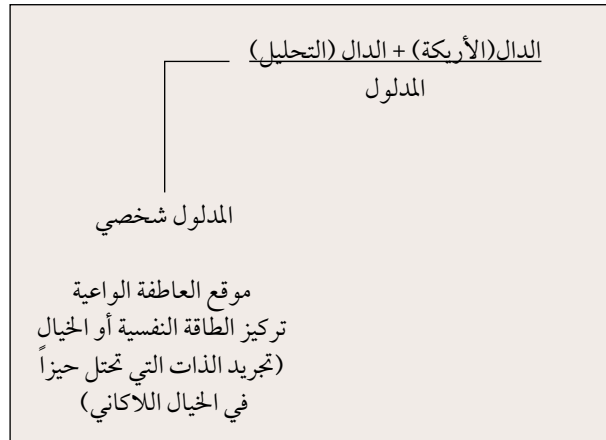 الدال(الأريكة) + الدال (التحليل)
المدلول
المدلول شخصي
موقع العاطفة الواعية
تركيز الطاقة النفسية أو الخيال
(تجريد الذات التي تحتل حيزاً
في الخيال اللاكاني)